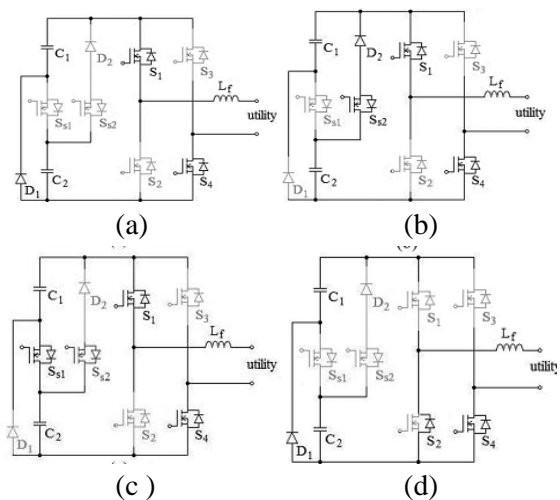 C1 D2 S1 S3
Lf
Ss1 Ss2 utility
D1 C2 S2 S4
(a)
C1 D2 S1 S3
Lf
Ss1 Ss2 utility
D1 C2 S2 S4
(b)
C1 D2 S1 S3
Lf
Ss1 Ss2 utility
D1 C2 S2 S4
(c )
C1 D2 S1 S3
Lf
Ss1 Ss2 utility
D1 C2 S2 S4
(d)